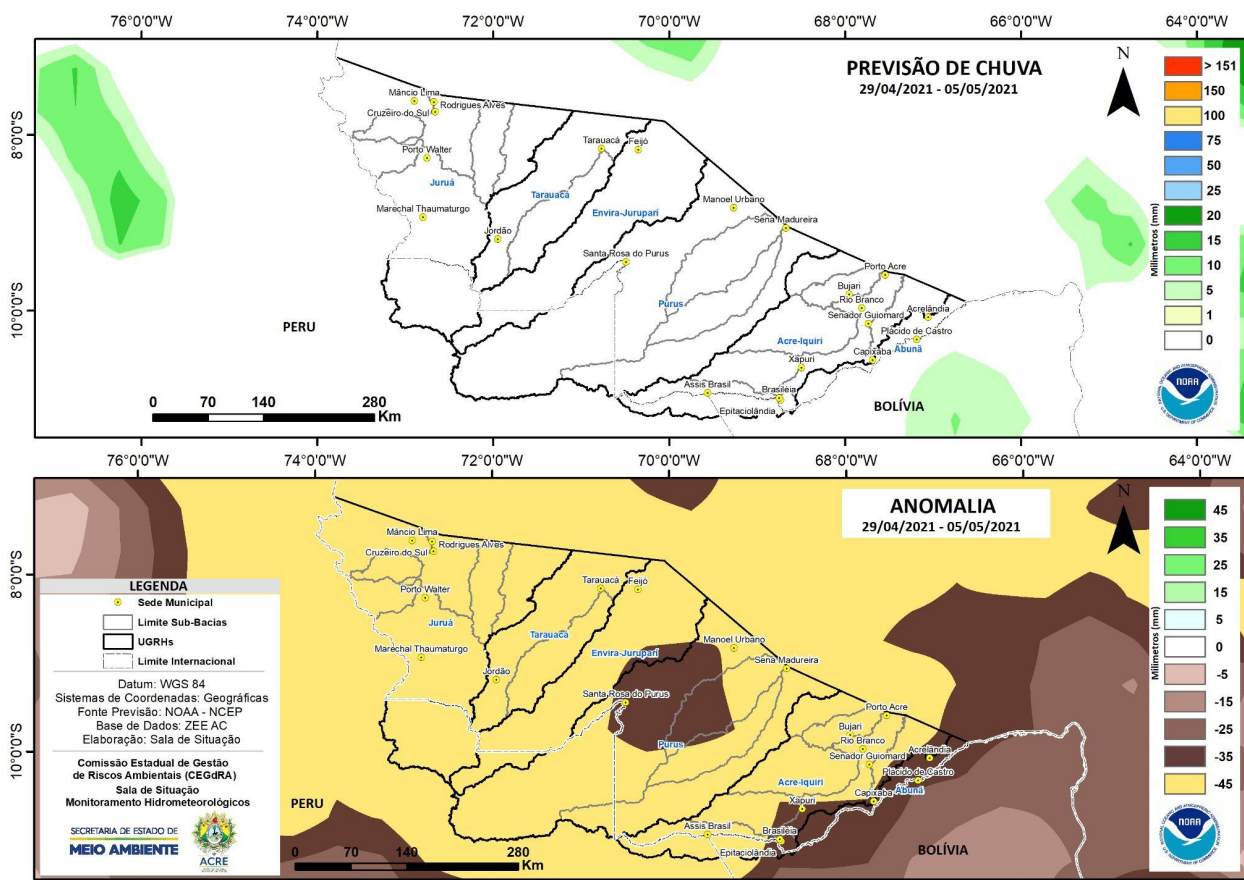 76°0'0"W 74°0'0"W 72°0'0"W 70°0'0"W 68°0'0"W 66°0'0"W 64°0'0"W
PREVISÃO DE CHUVA
29/04/2021 - 05/05/2021
N
8°0'0"S
10°0'0"S
Mâncio Lima
Rodrigues Alves
Cruzeiro do Sul
Porto Walter
Juruá
Marechal Thaumaturgo
Tarauacá
Feijó
Tarauacá
Envira-Jurupari
Jordão
Manoel Urbano
Sena Madureira
Santa Rosa do Purus
Purus
Porto Acre
Bujari
Rio Branco
Acrelândia
Senador Guiomard
Plácido de Castro
Acre-Iquiri
Abunã
Xapuri
Capixaba
Assis Brasil
Brasiléia
Epitaciolândia
PERU
BOLÍVIA
0 70 140 280
Km
Milimetros (mm)
> 151
150
100
75
50
25
20
15
10
5
1
0
NOAA
76°0'0"W 74°0'0"W 72°0'0"W 70°0'0"W 68°0'0"W 66°0'0"W 64°0'0"W
ANOMALIA
29/04/2021 - 05/05/2021
N
8°0'0"S
10°0'0"S
Mâncio Lima
Rodrigues Alves
Cruzeiro do Sul
Porto Walter
Juruá
Marechal Thaumaturgo
Tarauacá
Feijó
Tarauacá
Envira-Jurupari
Jordão
Manoel Urbano
Sena Madureira
Santa Rosa do Purus
Purus
Porto Acre
Bujari
Rio Branco
Acrelândia
Senador Guiomard
Plácido de Castro
Acre-Iquiri
Abunã
Xapuri
Capixaba
Assis Brasil
Brasiléia
Epitaciolândia
PERU
BOLÍVIA
0 70 140 280
Km
Milimetros (mm)
45
35
25
15
5
0
-5
-15
-25
-35
-45
NOAA
LEGENDA
Sede Municipal
Limite Sub-Bacias
UGRHs
Limite Internacional
Datum: WGS 84
Sistemas de Coordenadas: Geográficas
Fonte Previsão: NOAA - NCEP
Base de Dados: ZEE AC
Elaboração: Sala de Situação
Comissão Estadual de Gestão
de Riscos Ambientais (CEGdRA)
Sala de Situação
Monitoramento Hidrometeorológicos
SECRETARIA DE ESTADO DE
MEIO AMBIENTE
ACRE